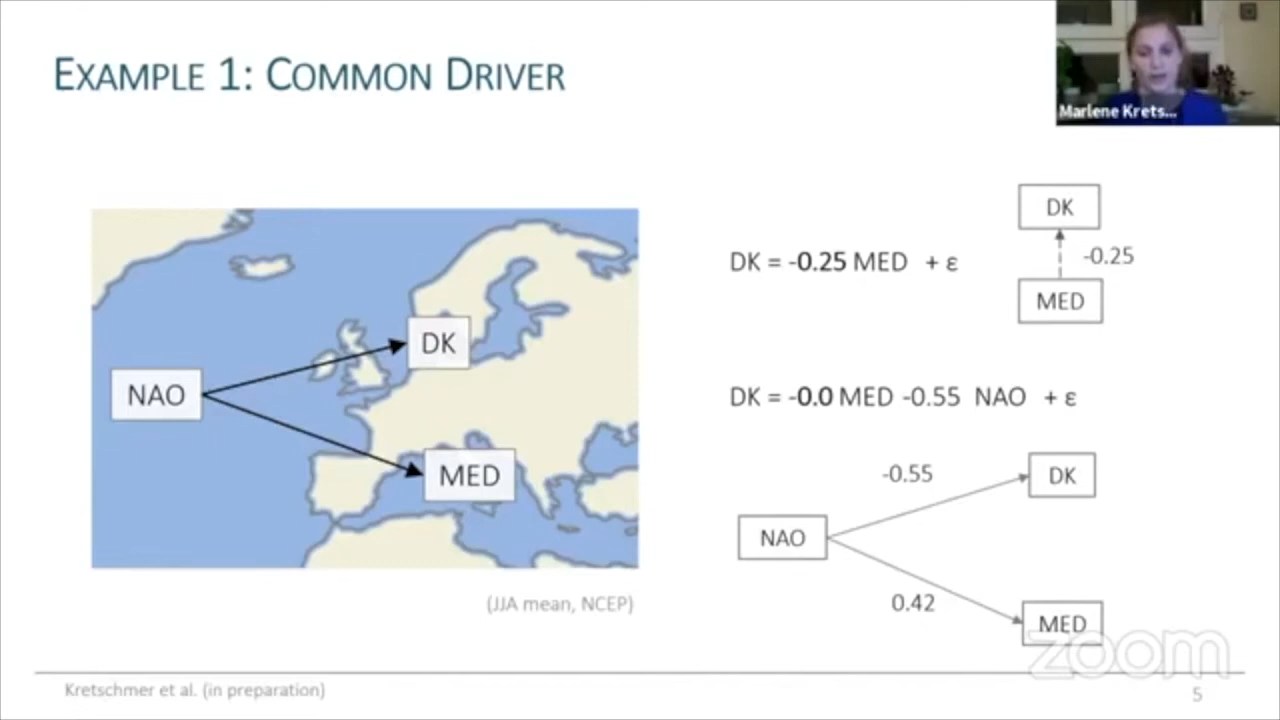 EXAMPLE 1: COMMON DRIVER
Marlene Krets...
NAO
DK
MED
(JJA mean, NCEP)
DK = -0.25 MED + ε
DK
-0.25
MED
DK = -0.0 MED -0.55 NAO + ε
-0.55
DK
NAO
0.42
MED
zoom
Kretschmer et al. (in preparation)
5